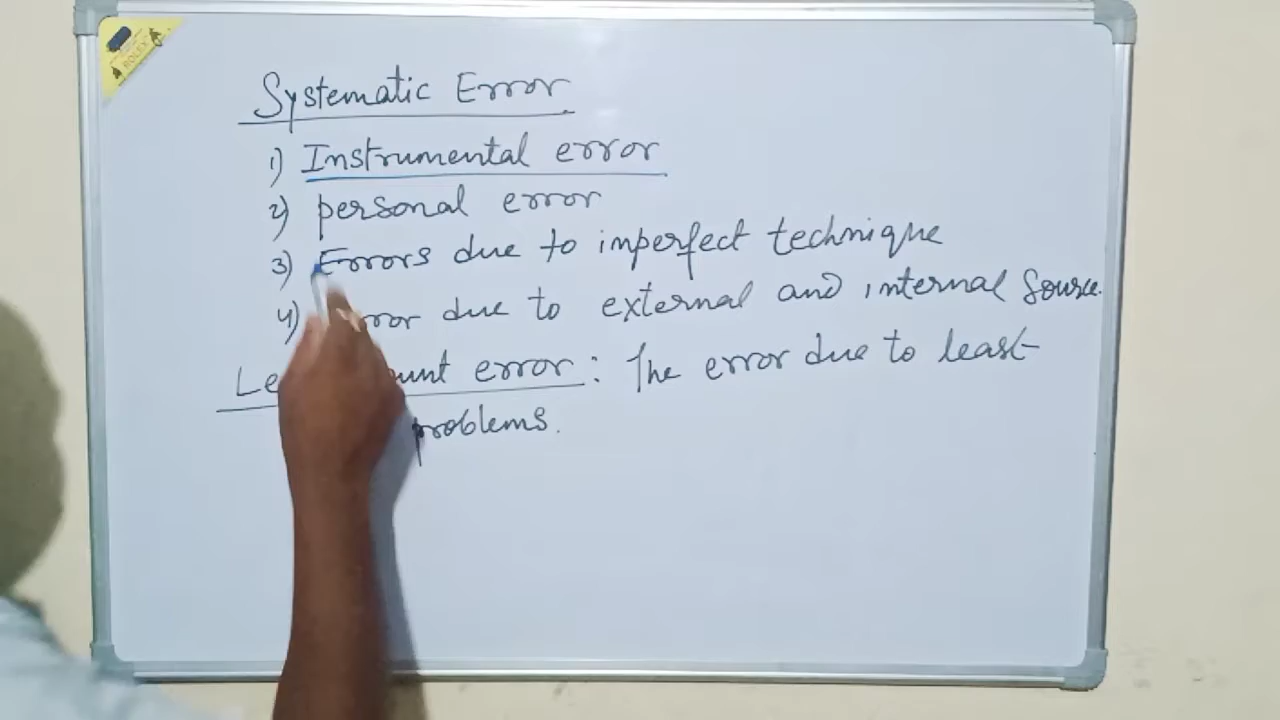 ROLEX
Systematic Error
1) Instrumental error
2) personal error
3) Errors due to imperfect technique
4) due to external and internal Source.
error : The error due to least
problems.